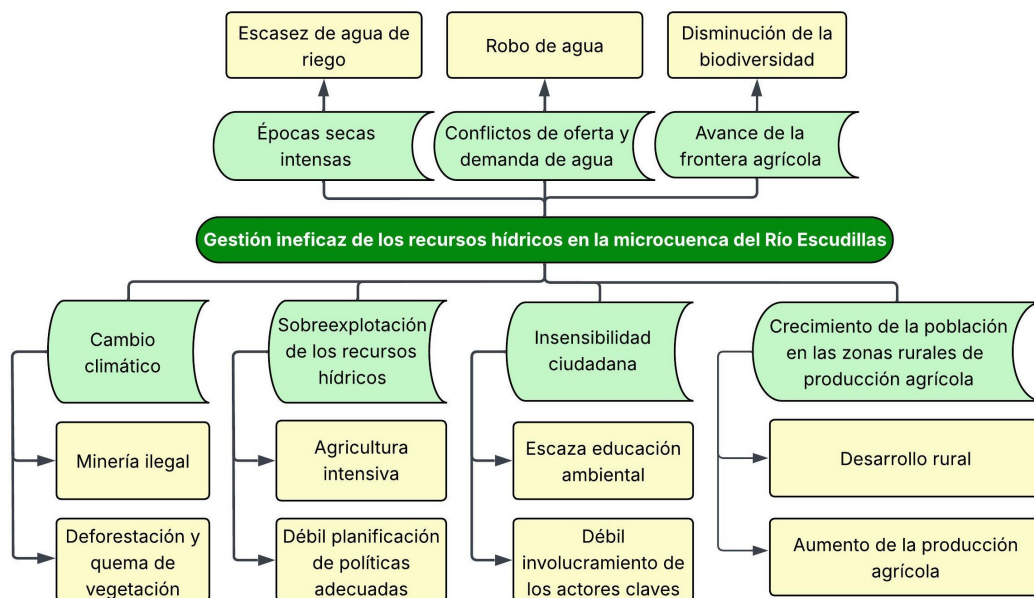 Escasez de agua de
riego
Robo de agua
Disminución de la
biodiversidad
Épocas secas
intensas
Conflictos de oferta y
demanda de agua
Avance de la
frontera agrícola
Gestión ineficaz de los recursos hídricos en la microcuenca del Río Escudillas
Cambio
climático
Sobreexplotación
de los recursos
hídricos
Insensibilidad
ciudadana
Crecimiento de la población
en las zonas rurales de
producción agrícola
Minería ilegal
Agricultura
intensiva
Escaza educación
ambiental
Desarrollo rural
Deforestación y
quema de
vegetación
Débil planificación
de políticas
adecuadas
Débil
involucramiento de
los actores claves
Aumento de la producción
agrícola